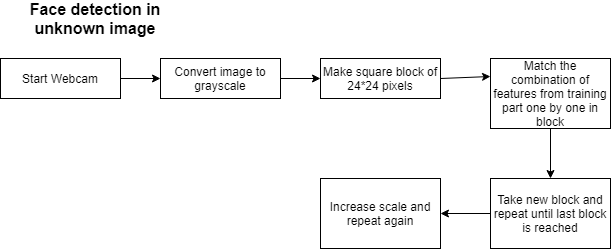 Face detection in
unknown image
Start Webcam
Convert image to
grayscale
Make square block of
24*24 pixels
Match the
combination of
features from training
part one by one in
block
Take new block and
repeat until last block
is reached
Increase scale and
repeat again